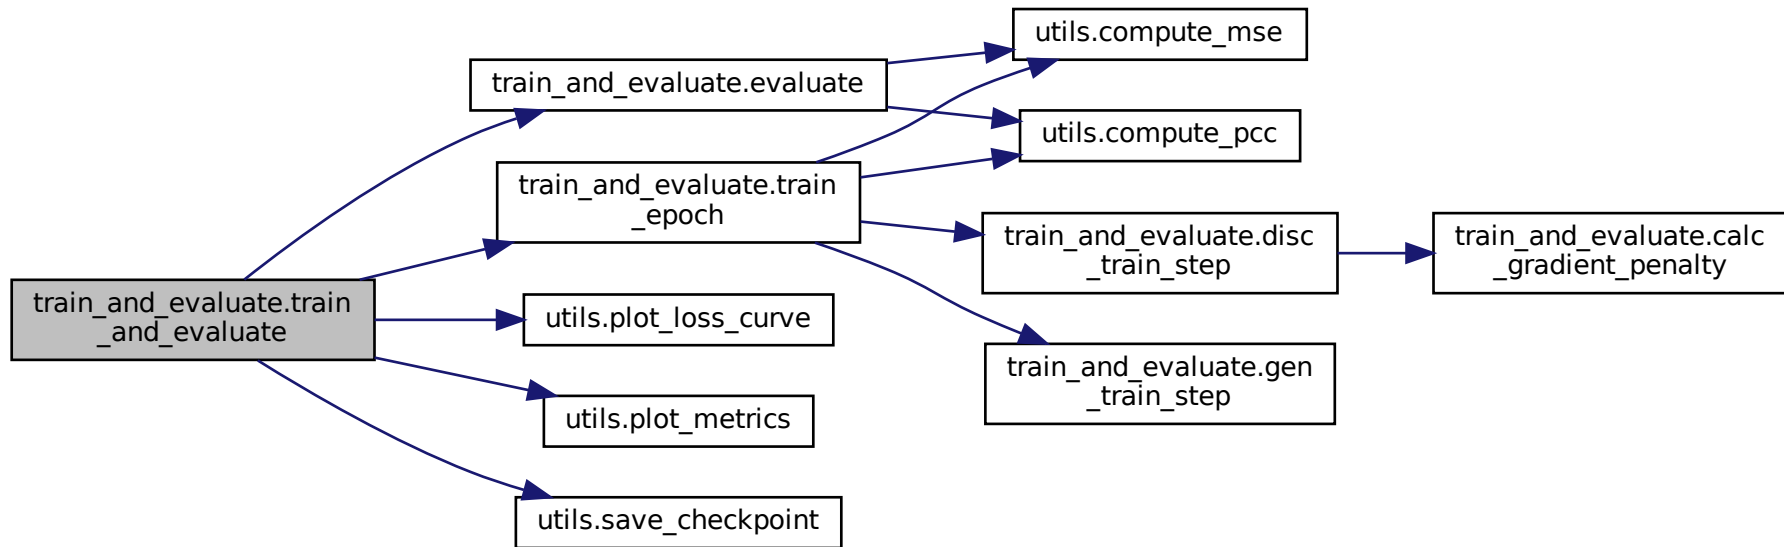 train_and_evaluate.train
_and_evaluate
train_and_evaluate.evaluate
train_and_evaluate.train
_epoch
utils.plot_loss_curve
utils.plot_metrics
utils.save_checkpoint
utils.compute_mse
utils.compute_pcc
train_and_evaluate.disc
_train_step
train_and_evaluate.gen
_train_step
train_and_evaluate.calc
_gradient_penalty